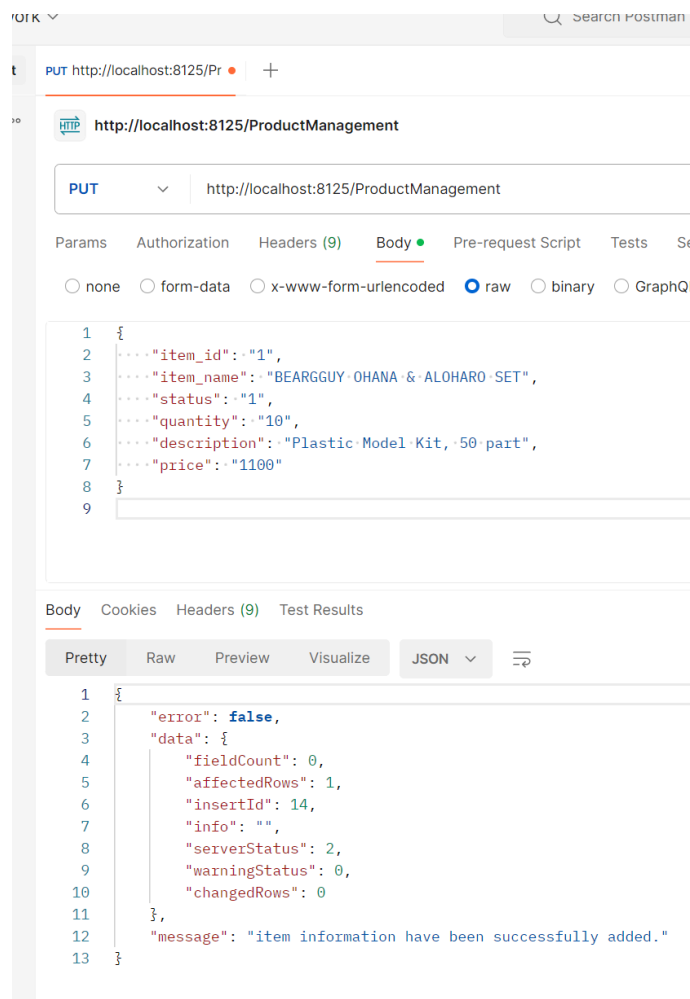 Search Postman
PUT http://localhost:8125/Pr
HTTP http://localhost:8125/ProductManagement
PUT http://localhost:8125/ProductManagement
Params Authorization Headers (9) Body Pre-request Script Tests
none form-data x-www-form-urlencoded raw binary GraphQ
1 {
2 "item_id": "1",
3 "item_name": "BEARGGUY OHANA & ALOHARO SET",
4 "status": "1",
5 "quantity": "10",
6 "description": "Plastic Model Kit, 50 part",
7 "price": "1100"
8 }
9
Body Cookies Headers (9) Test Results
Pretty Raw Preview Visualize JSON
1 {
2 "error": false,
3 "data": {
4 "fieldCount": 0,
5 "affectedRows": 1,
6 "insertId": 14,
7 "info": "",
8 "serverStatus": 2,
9 "warningStatus": 0,
10 "changedRows": 0
11 },
12 "message": "item information have been successfully added."
13 }